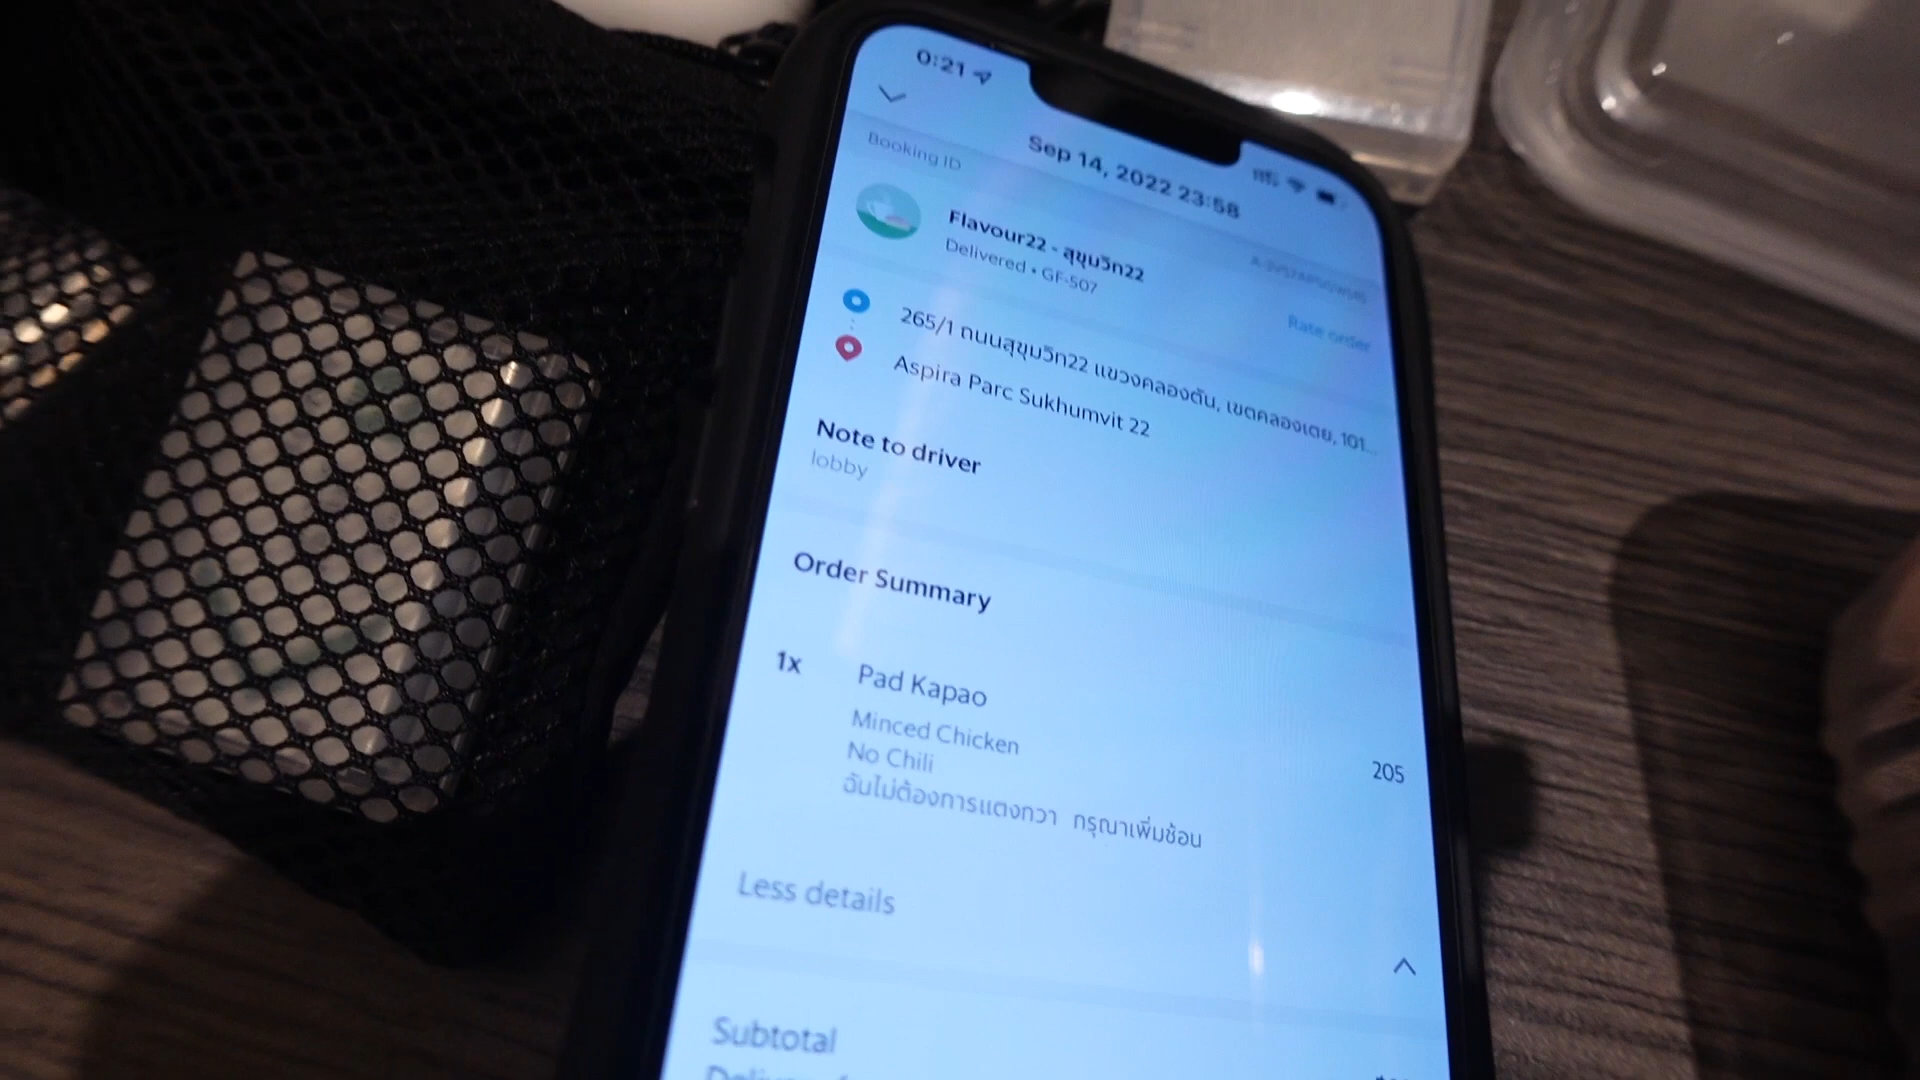 0:21
Sep 14, 2022 23:58
Booking ID
Flavour22 - สุขุมวิท22
Delivered • GF-507
Rate order
265/1 ถนนสุขุมวิท22 แขวงคลองตัน, เขตคลองเตย, 101...
Aspira Parc Sukhumvit 22
Note to driver
lobby
Order Summary
1x Pad Kapao
Minced Chicken
No Chili
205
ฉันไม่ต้องการแตงกวา กรุณาเพิ่มช้อน
Less details
Subtotal